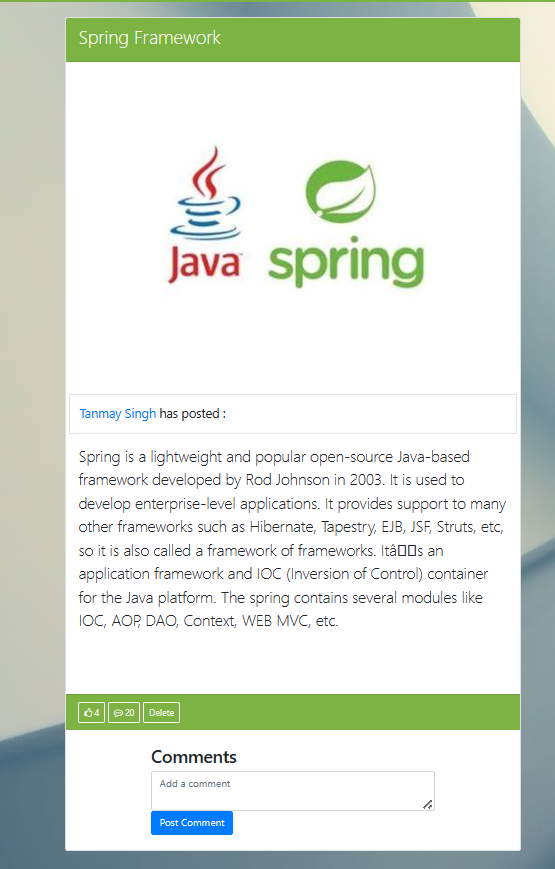 Spring Framework
Java
spring
Tanmay Singh has posted :
Spring is a lightweight and popular open-source Java-based
framework developed by Rod Johnson in 2003. It is used to
develop enterprise-level applications. It provides support to many
other frameworks such as Hibernate, Tapestry, EJB, JSF, Struts, etc,
so it is also called a framework of frameworks. Itâ▯▯s an
application framework and IOC (Inversion of Control) container
for the Java platform. The spring contains several modules like
IOC, AOP, DAO, Context, WEB MVC, etc.
4 20 Delete
Comments
Add a comment
Post Comment